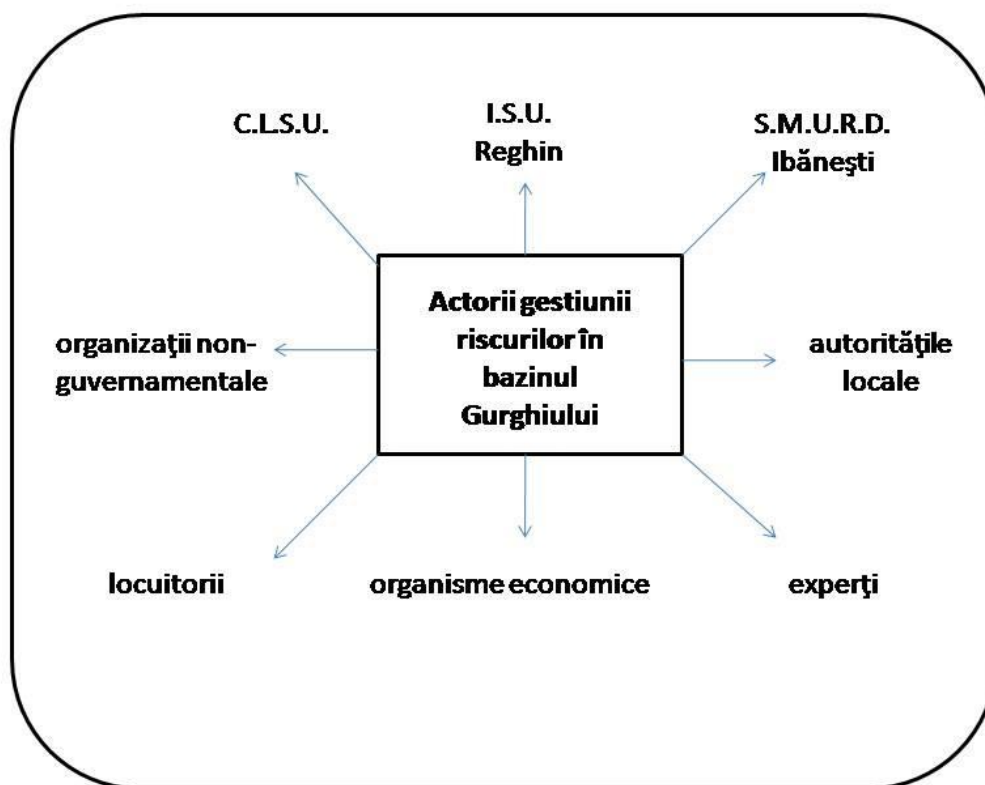 C.L.S.U.
I.S.U.
Reghin
S.M.U.R.D.
Ibăneşti
organizaţii non-
guvernamentale
Actorii gestiunii
riscurilor în
bazinul
Gurghiului
autorităţile
locale
locuitorii
organisme economice
experţi